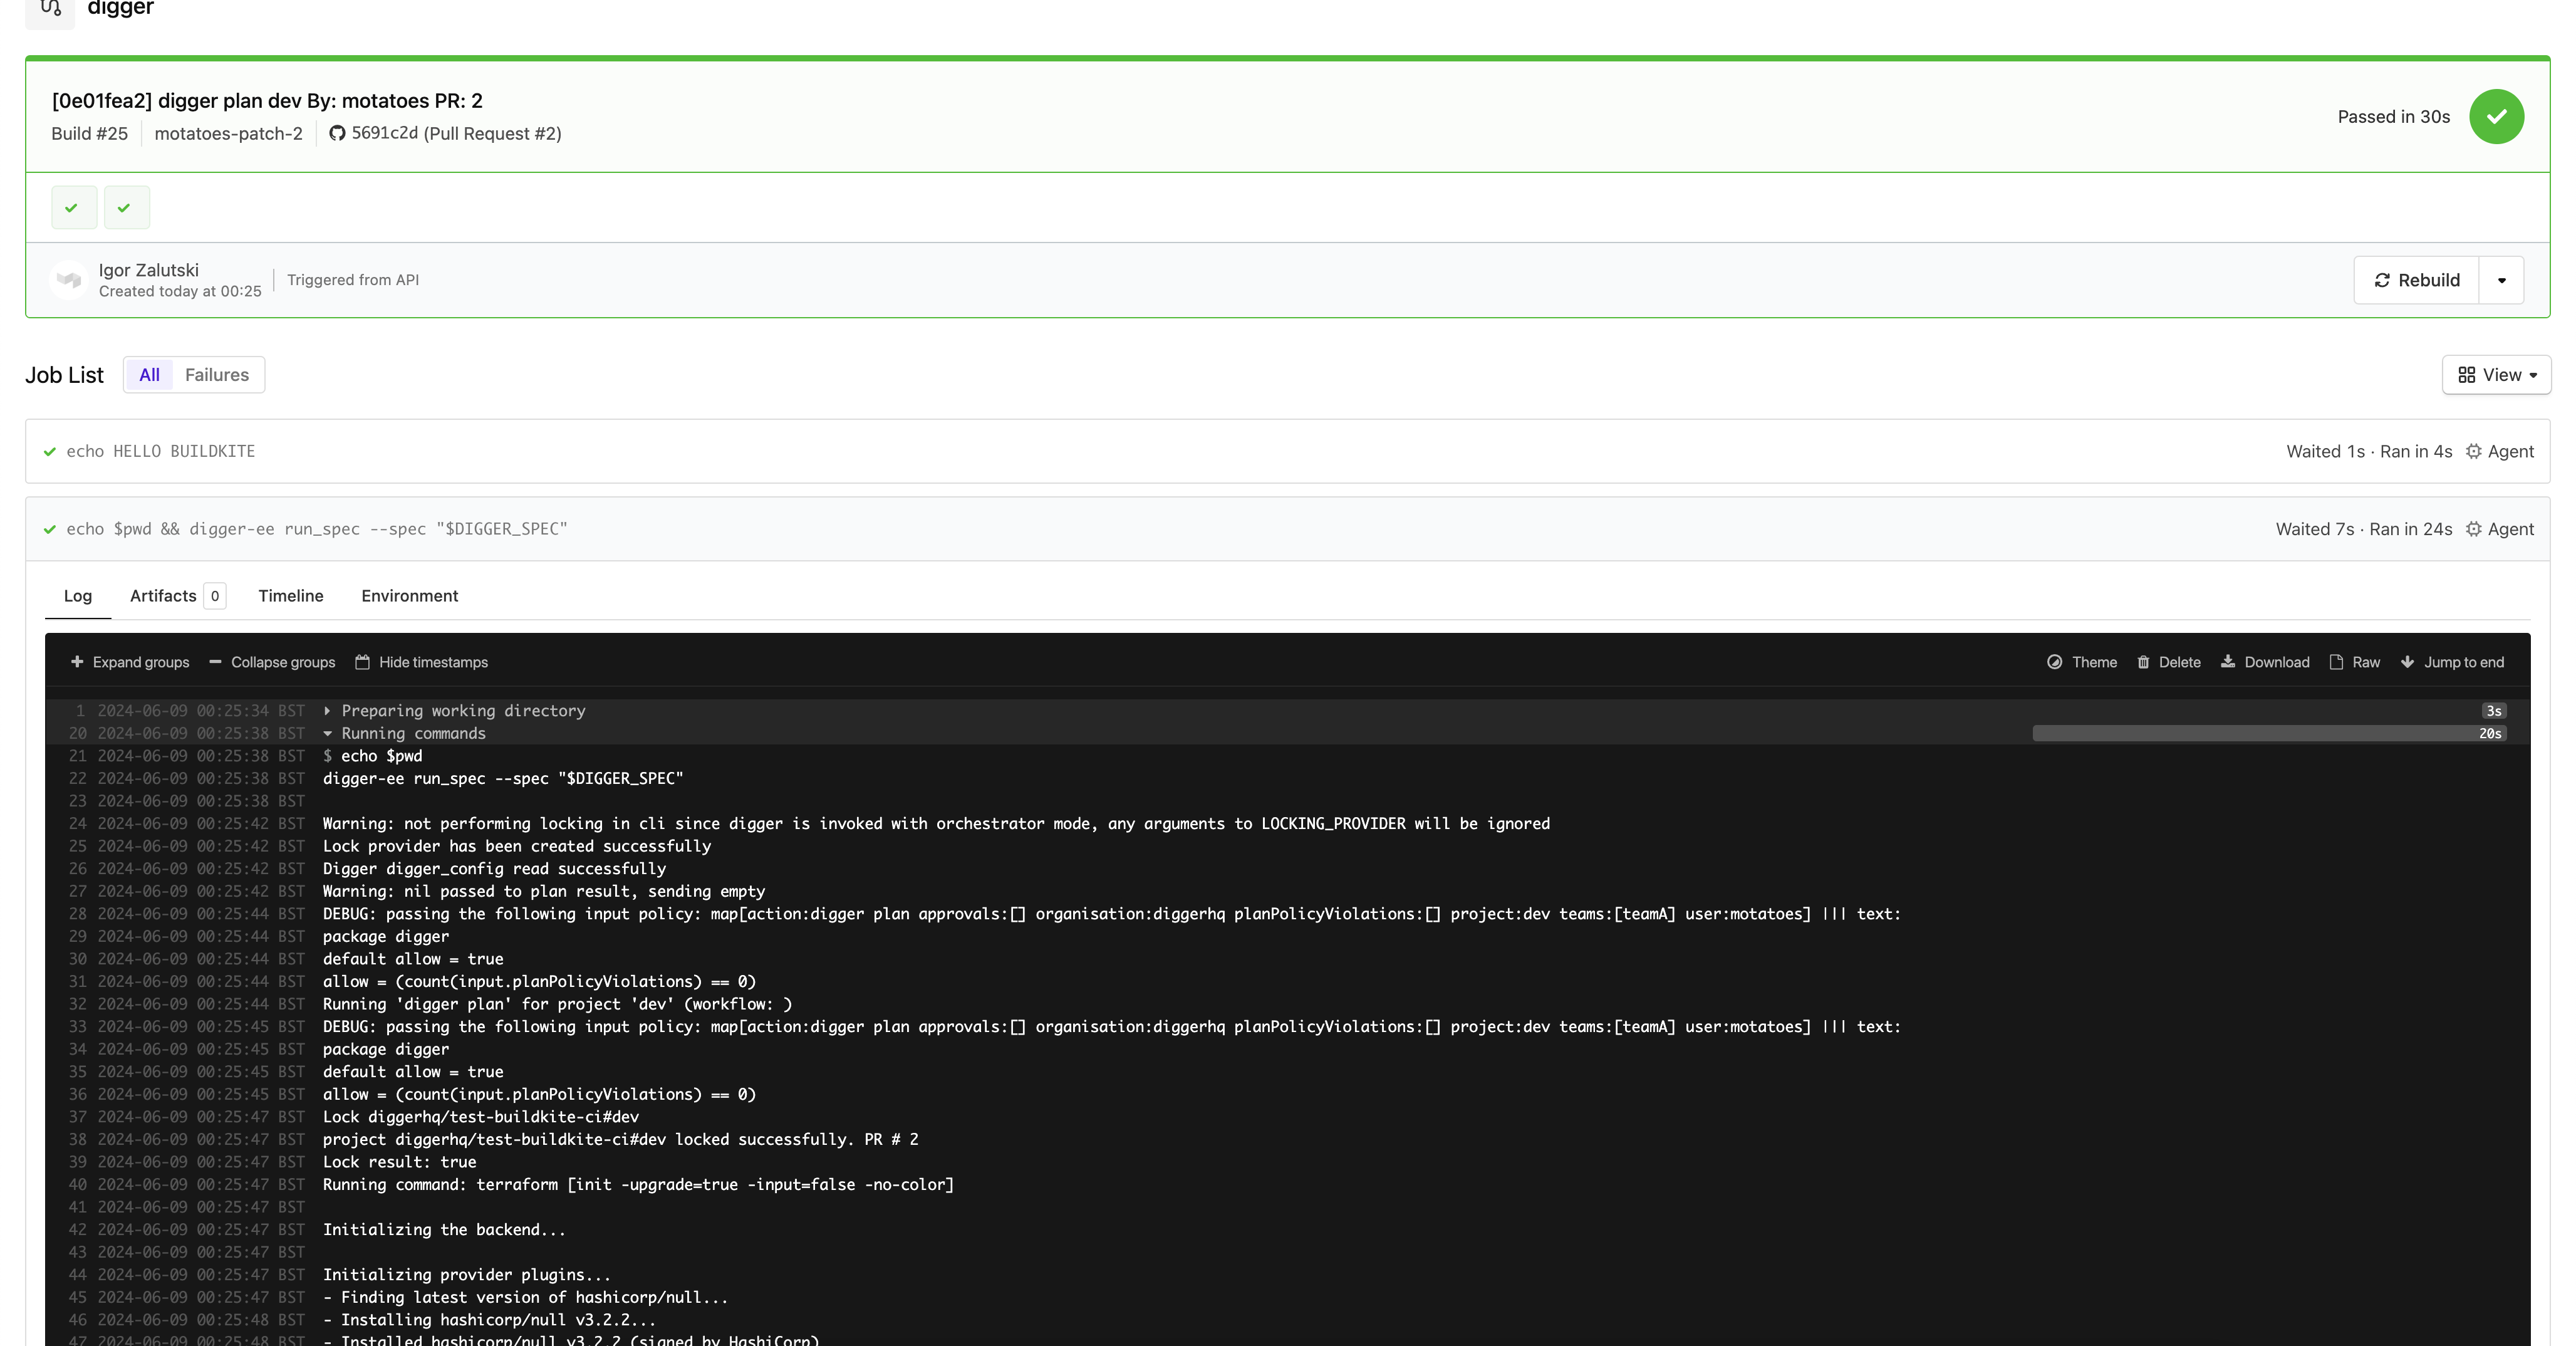 digger
[0e01fea2] digger plan dev By: motatoes PR: 2
Build #25 motatoes-patch-2 5691c2d (Pull Request #2)
Passed in 30s
Igor Zalutski
Created today at 00:25
Triggered from API
Rebuild
Job List All Failures
View
echo HELLO BUILDKITE
Waited 1s · Ran in 4s Agent
echo $pwd && digger-ee run_spec --spec "$DIGGER_SPEC"
Waited 7s · Ran in 24s Agent
Log Artifacts 0 Timeline Environment
Expand groups Collapse groups Hide timestamps Theme Delete Download Raw Jump to end
1 2024-06-09 00:25:34 BST Preparing working directory 3s
20 2024-06-09 00:25:38 BST Running commands 20s
21 2024-06-09 00:25:38 BST $ echo $pwd
22 2024-06-09 00:25:38 BST digger-ee run_spec --spec "$DIGGER_SPEC"
23 2024-06-09 00:25:38 BST
24 2024-06-09 00:25:42 BST Warning: not performing locking in cli since digger is invoked with orchestrator mode, any arguments to LOCKING_PROVIDER will be ignored
25 2024-06-09 00:25:42 BST Lock provider has been created successfully
26 2024-06-09 00:25:42 BST Digger digger_config read successfully
27 2024-06-09 00:25:42 BST Warning: nil passed to plan result, sending empty
28 2024-06-09 00:25:44 BST DEBUG: passing the following input policy: map[action:digger plan approvals:[] organisation:diggerhq planPolicyViolations:[] project:dev teams:[teamA] user:motatoes] ||| text:
29 2024-06-09 00:25:44 BST package digger
30 2024-06-09 00:25:44 BST default allow = true
31 2024-06-09 00:25:44 BST allow = (count(input.planPolicyViolations) == 0)
32 2024-06-09 00:25:44 BST Running 'digger plan' for project 'dev' (workflow: )
33 2024-06-09 00:25:45 BST DEBUG: passing the following input policy: map[action:digger plan approvals:[] organisation:diggerhq planPolicyViolations:[] project:dev teams:[teamA] user:motatoes] ||| text:
34 2024-06-09 00:25:45 BST package digger
35 2024-06-09 00:25:45 BST default allow = true
36 2024-06-09 00:25:45 BST allow = (count(input.planPolicyViolations) == 0)
37 2024-06-09 00:25:47 BST Lock diggerhq/test-buildkite-ci#dev
38 2024-06-09 00:25:47 BST project diggerhq/test-buildkite-ci#dev locked successfully. PR # 2
39 2024-06-09 00:25:47 BST Lock result: true
40 2024-06-09 00:25:47 BST Running command: terraform [init -upgrade=true -input=false -no-color]
41 2024-06-09 00:25:47 BST
42 2024-06-09 00:25:47 BST Initializing the backend...
43 2024-06-09 00:25:47 BST
44 2024-06-09 00:25:47 BST Initializing provider plugins...
45 2024-06-09 00:25:47 BST - Finding latest version of hashicorp/null...
46 2024-06-09 00:25:48 BST - Installing hashicorp/null v3.2.2...
47 2024-06-09 00:25:48 BST - Installed hashicorp/null v3.2.2 (signed by HashiCorp)